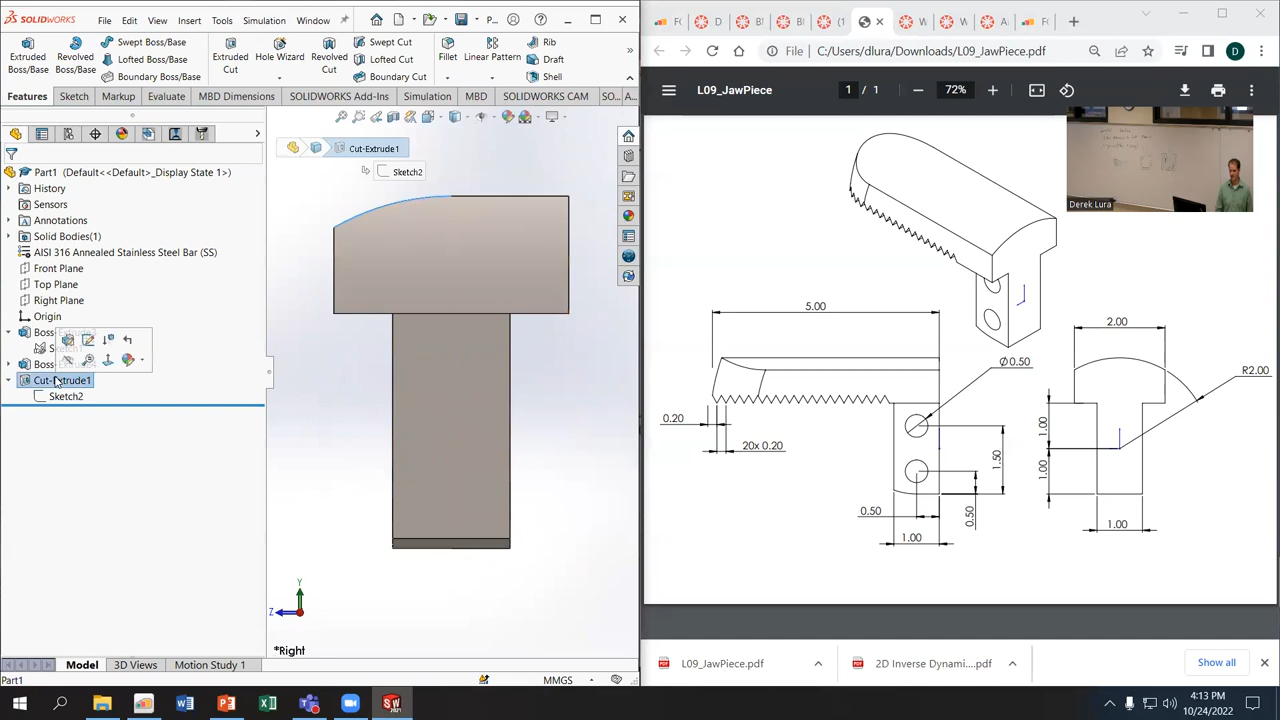 SOLIDWORKS File Edit View Insert Tools Simulation Window P...
Extruded Boss/Base Revolved Boss/Base Swept Boss/Base Lofted Boss/Base Boundary Boss/Base Extruded Cut Hole Wizard Revolved Cut Swept Cut Lofted Cut Boundary Cut Fillet Linear Pattern Rib Draft Shell
Features Sketch Markup Evaluate MBD Dimensions SOLIDWORKS Add-Ins Simulation MBD SOLIDWORKS CAM SO... A...
Part1 (Default<<Default>_Display State 1>)
History
Sensors
Annotations
Solid Bodies(1)
AISI 316 Annealed Stainless Steel Bar (SS)
Front Plane
Top Plane
Right Plane
Origin
Boss
Boss
Cut-Extrude1
Sketch2
Cut-Extrude1
Sketch2
Y
Z
*Right
Model 3D Views Motion Study 1
Part1 MMGS
File C:/Users/dlura/Downloads/L09_JawPiece.pdf D
L09_JawPiece 1 / 1 72%
Derek Lura
5.00
2.00
Ø0.50
R2.00
0.20
20x 0.20
1.00
1.50
1.00
0.50
0.50
1.00
1.00
L09_JawPiece.pdf 2D Inverse Dynami....pdf Show all
4:13 PM
10/24/2022